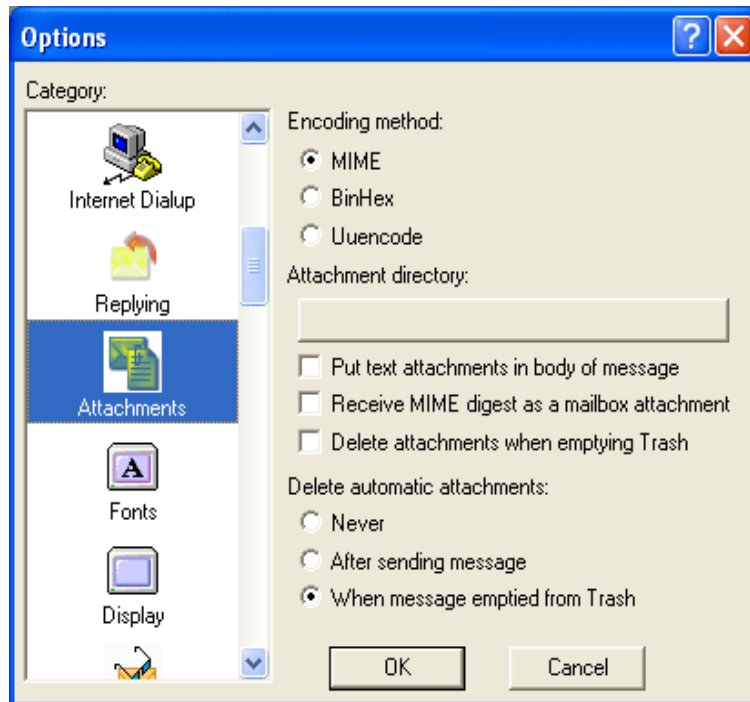 Options
Category:
Internet Dialup
Replying
Attachments
A
Fonts
Display
Encoding method:
MIME
BinHex
Uuencode
Attachment directory:
Put text attachments in body of message
Receive MIME digest as a mailbox attachment
Delete attachments when emptying Trash
Delete automatic attachments:
Never
After sending message
When message emptied from Trash
OK
Cancel